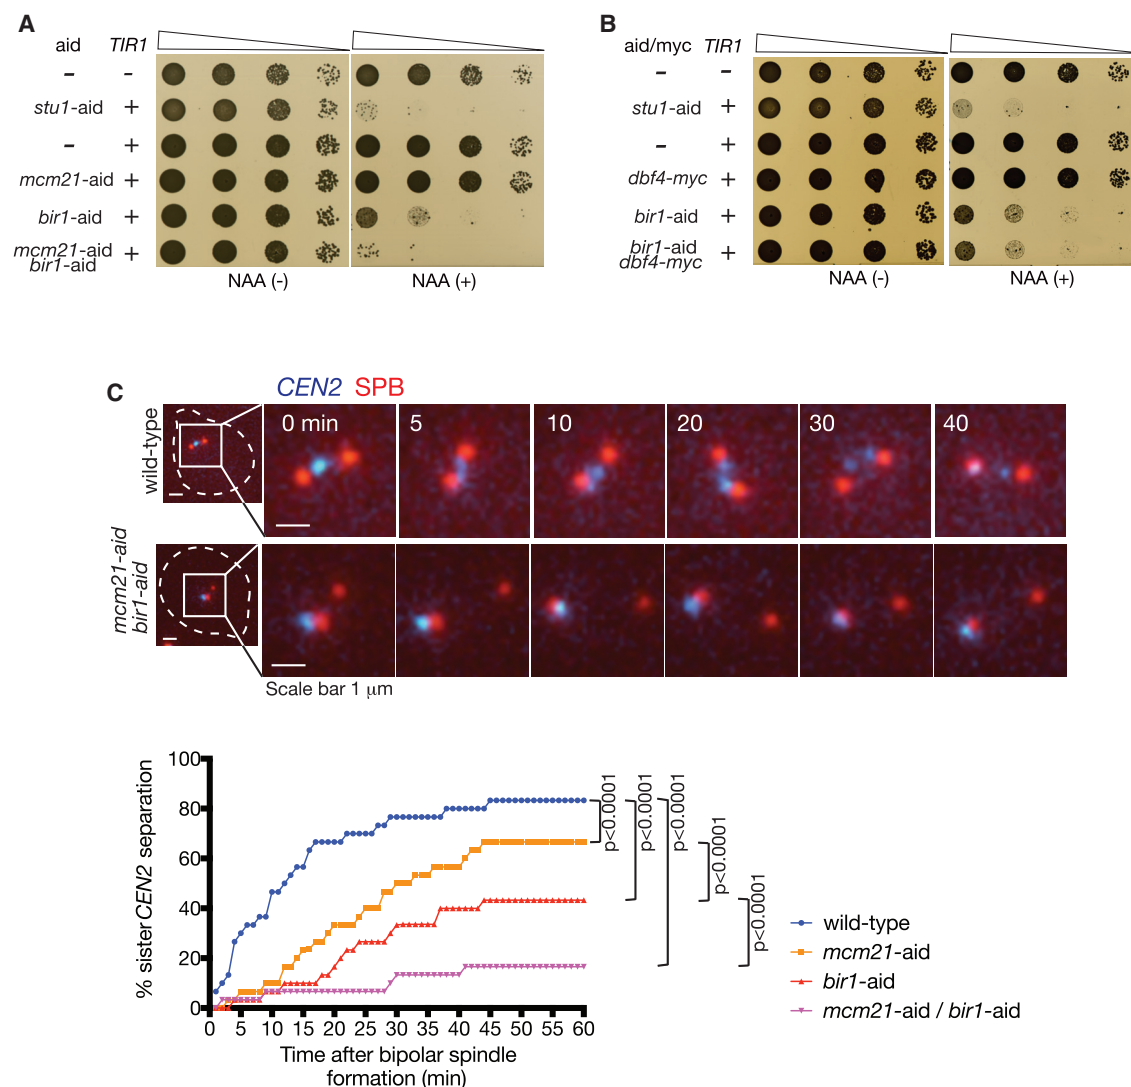 A
aid TIR1
- -
stu1-aid +
- +
mcm21-aid +
bir1-aid +
mcm21-aid
bir1-aid +
NAA (-) NAA (+)
B
aid/myc TIR1
- -
stu1-aid +
- +
dbf4-myc +
bir1-aid +
bir1-aid
dbf4-myc +
NAA (-) NAA (+)
C
CEN2 SPB
wild-type
0 min 5 10 20 30 40
mcm21-aid
bir1-aid
Scale bar 1 μm
% sister CEN2 separation
100
80
60
40
20
0
0 5 10 15 20 25 30 35 40 45 50 55 60
Time after bipolar spindle
formation (min)
p<0.0001
p<0.0001
p<0.0001
p<0.0001
p<0.0001
wild-type
mcm21-aid
bir1-aid
mcm21-aid / bir1-aid